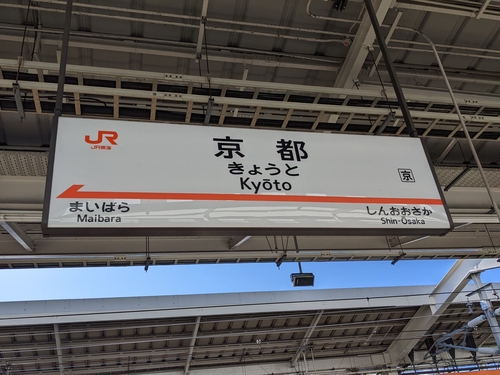 JR
JR東海
京都
きょうと
Kyōto
京
まいばら
Maibara
しんおおさか
Shin-Ōsaka